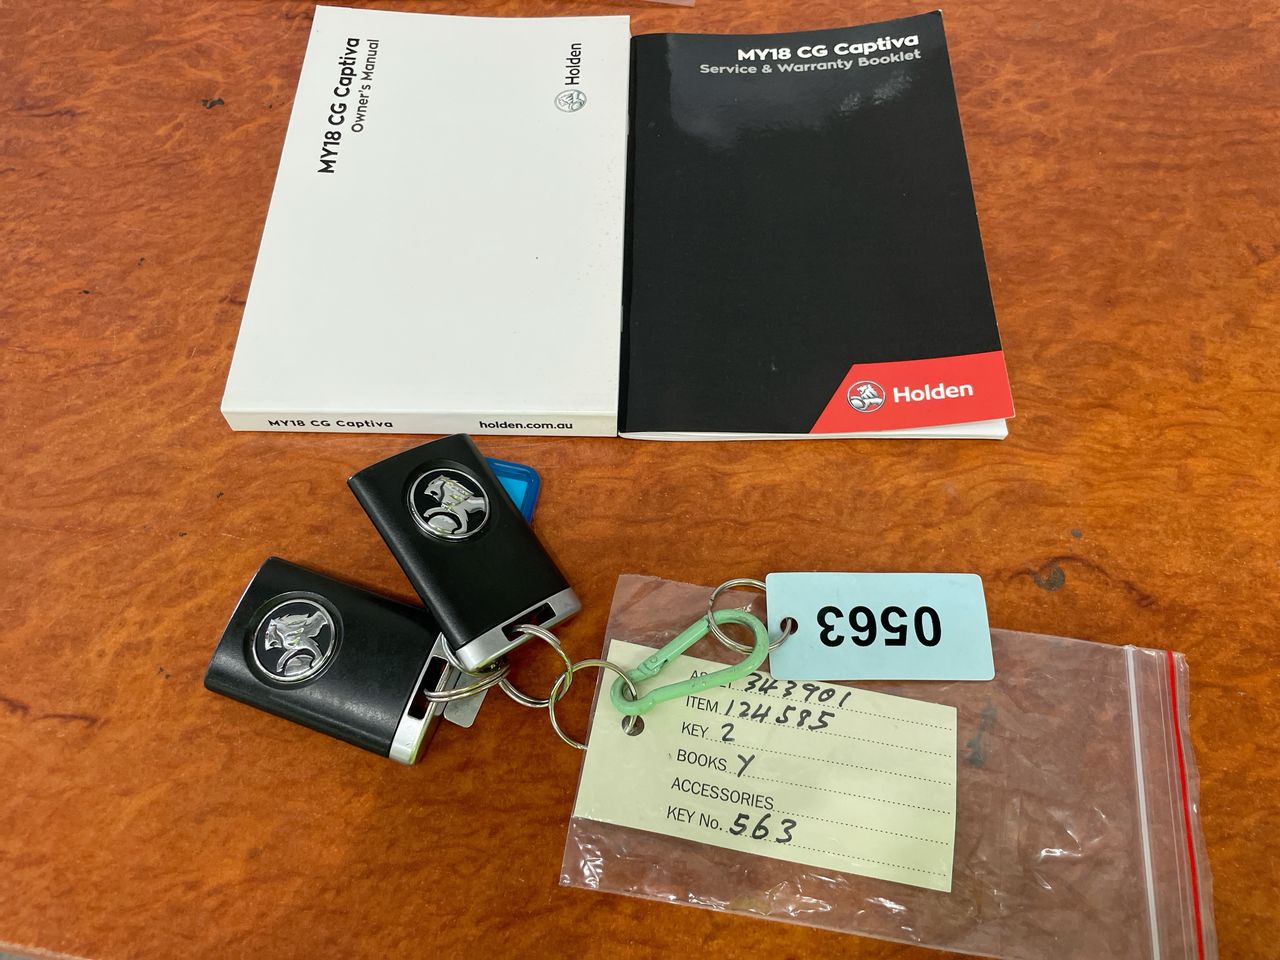 MY18 CG Captiva
Owner's Manual
Holden
MY18 CG Captiva
holden.com.au
MY18 CG Captiva
Service & Warranty Booklet
Holden
0563
343901
ITEM 124585
KEY 2
BOOKS Y
ACCESSORIES
KEY No. 563